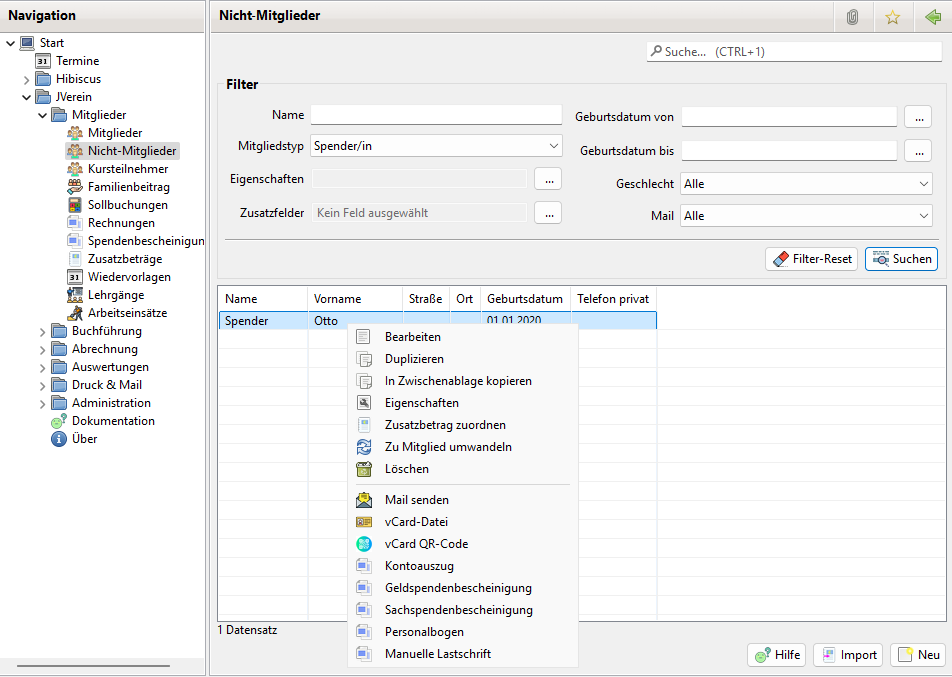 Navigation
Start
31 Termine
Hibiscus
JVerein
Mitglieder
Mitglieder
Nicht-Mitglieder
Kursteilnehmer
Familienbeitrag
Sollbuchungen
Rechnungen
Spendenbescheinigun
Zusatzbeträge
31 Wiedervorlagen
Lehrgänge
Arbeitseinsätze
Buchführung
Abrechnung
Auswertungen
Druck & Mail
Administration
Dokumentation
Über
Nicht-Mitglieder
Suche... (CTRL+1)
Filter
Name
Geburtsdatum von ...
Mitgliedstyp Spender/in
Geburtsdatum bis ...
Eigenschaften ...
Geschlecht Alle
Zusatzfelder Kein Feld ausgewählt ...
Mail Alle
Filter-Reset Suchen
Name Vorname Straße Ort Geburtsdatum Telefon privat
Spender Otto 01.01.2020
Bearbeiten
Duplizieren
In Zwischenablage kopieren
Eigenschaften
Zusatzbetrag zuordnen
Zu Mitglied umwandeln
Löschen
Mail senden
vCard-Datei
vCard QR-Code
Kontoauszug
Geldspendenbescheinigung
Sachspendenbescheinigung
Personalbogen
Manuelle Lastschrift
1 Datensatz
Hilfe Import Neu